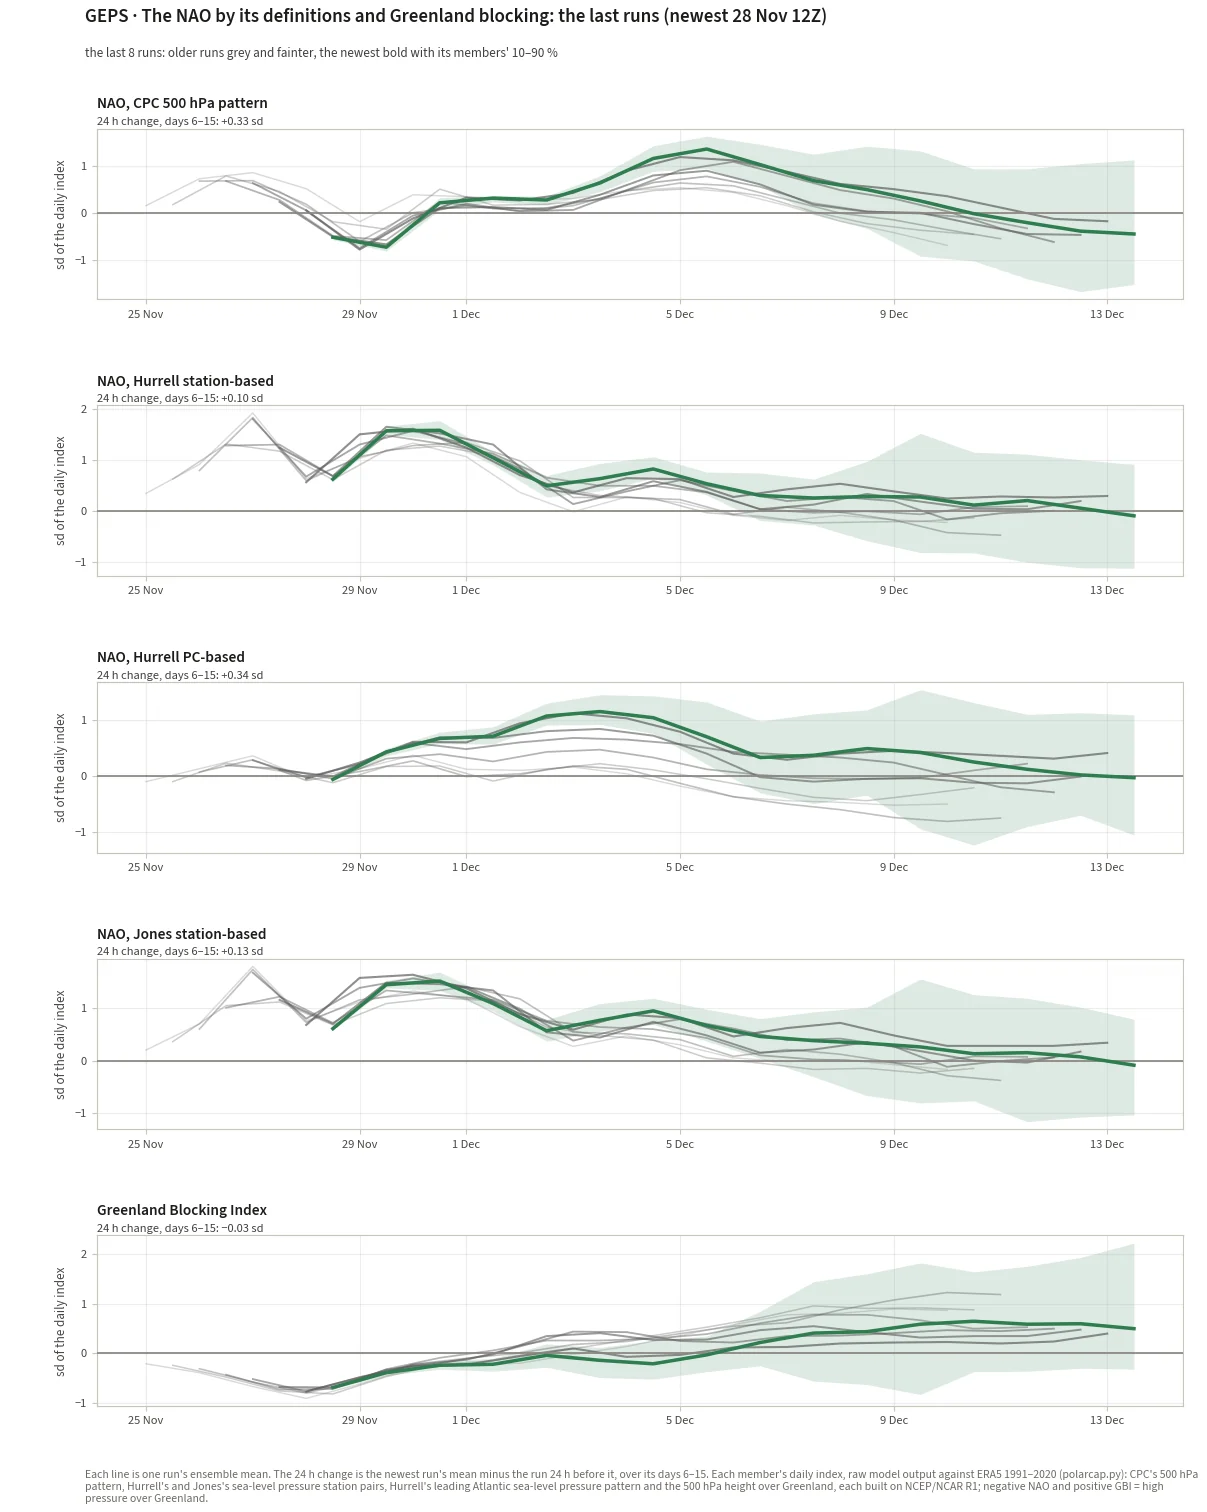 GEPS · The NAO by its definitions and Greenland blocking: the last runs (newest 28 Nov 12Z)
the last 8 runs: older runs grey and fainter, the newest bold with its members' 10–90 %
NAO, CPC 500 hPa pattern
24 h change, days 6–15: +0.33 sd
sd of the daily index
1
0
−1
25 Nov
29 Nov
1 Dec
5 Dec
9 Dec
13 Dec
NAO, Hurrell station-based
24 h change, days 6–15: +0.10 sd
sd of the daily index
2
1
0
−1
25 Nov
29 Nov
1 Dec
5 Dec
9 Dec
13 Dec
NAO, Hurrell PC-based
24 h change, days 6–15: +0.34 sd
sd of the daily index
1
0
−1
25 Nov
29 Nov
1 Dec
5 Dec
9 Dec
13 Dec
NAO, Jones station-based
24 h change, days 6–15: +0.13 sd
sd of the daily index
1
0
−1
25 Nov
29 Nov
1 Dec
5 Dec
9 Dec
13 Dec
Greenland Blocking Index
24 h change, days 6–15: −0.03 sd
sd of the daily index
2
1
0
−1
25 Nov
29 Nov
1 Dec
5 Dec
9 Dec
13 Dec
Each line is one run's ensemble mean. The 24 h change is the newest run's mean minus the run 24 h before it, over its days 6–15. Each member's daily index, raw model output against ERA5 1991–2020 (polarcap.py): CPC's 500 hPa
pattern, Hurrell's and Jones's sea-level pressure station pairs, Hurrell's leading Atlantic sea-level pressure pattern and the 500 hPa height over Greenland, each built on NCEP/NCAR R1; negative NAO and positive GBI = high
pressure over Greenland.